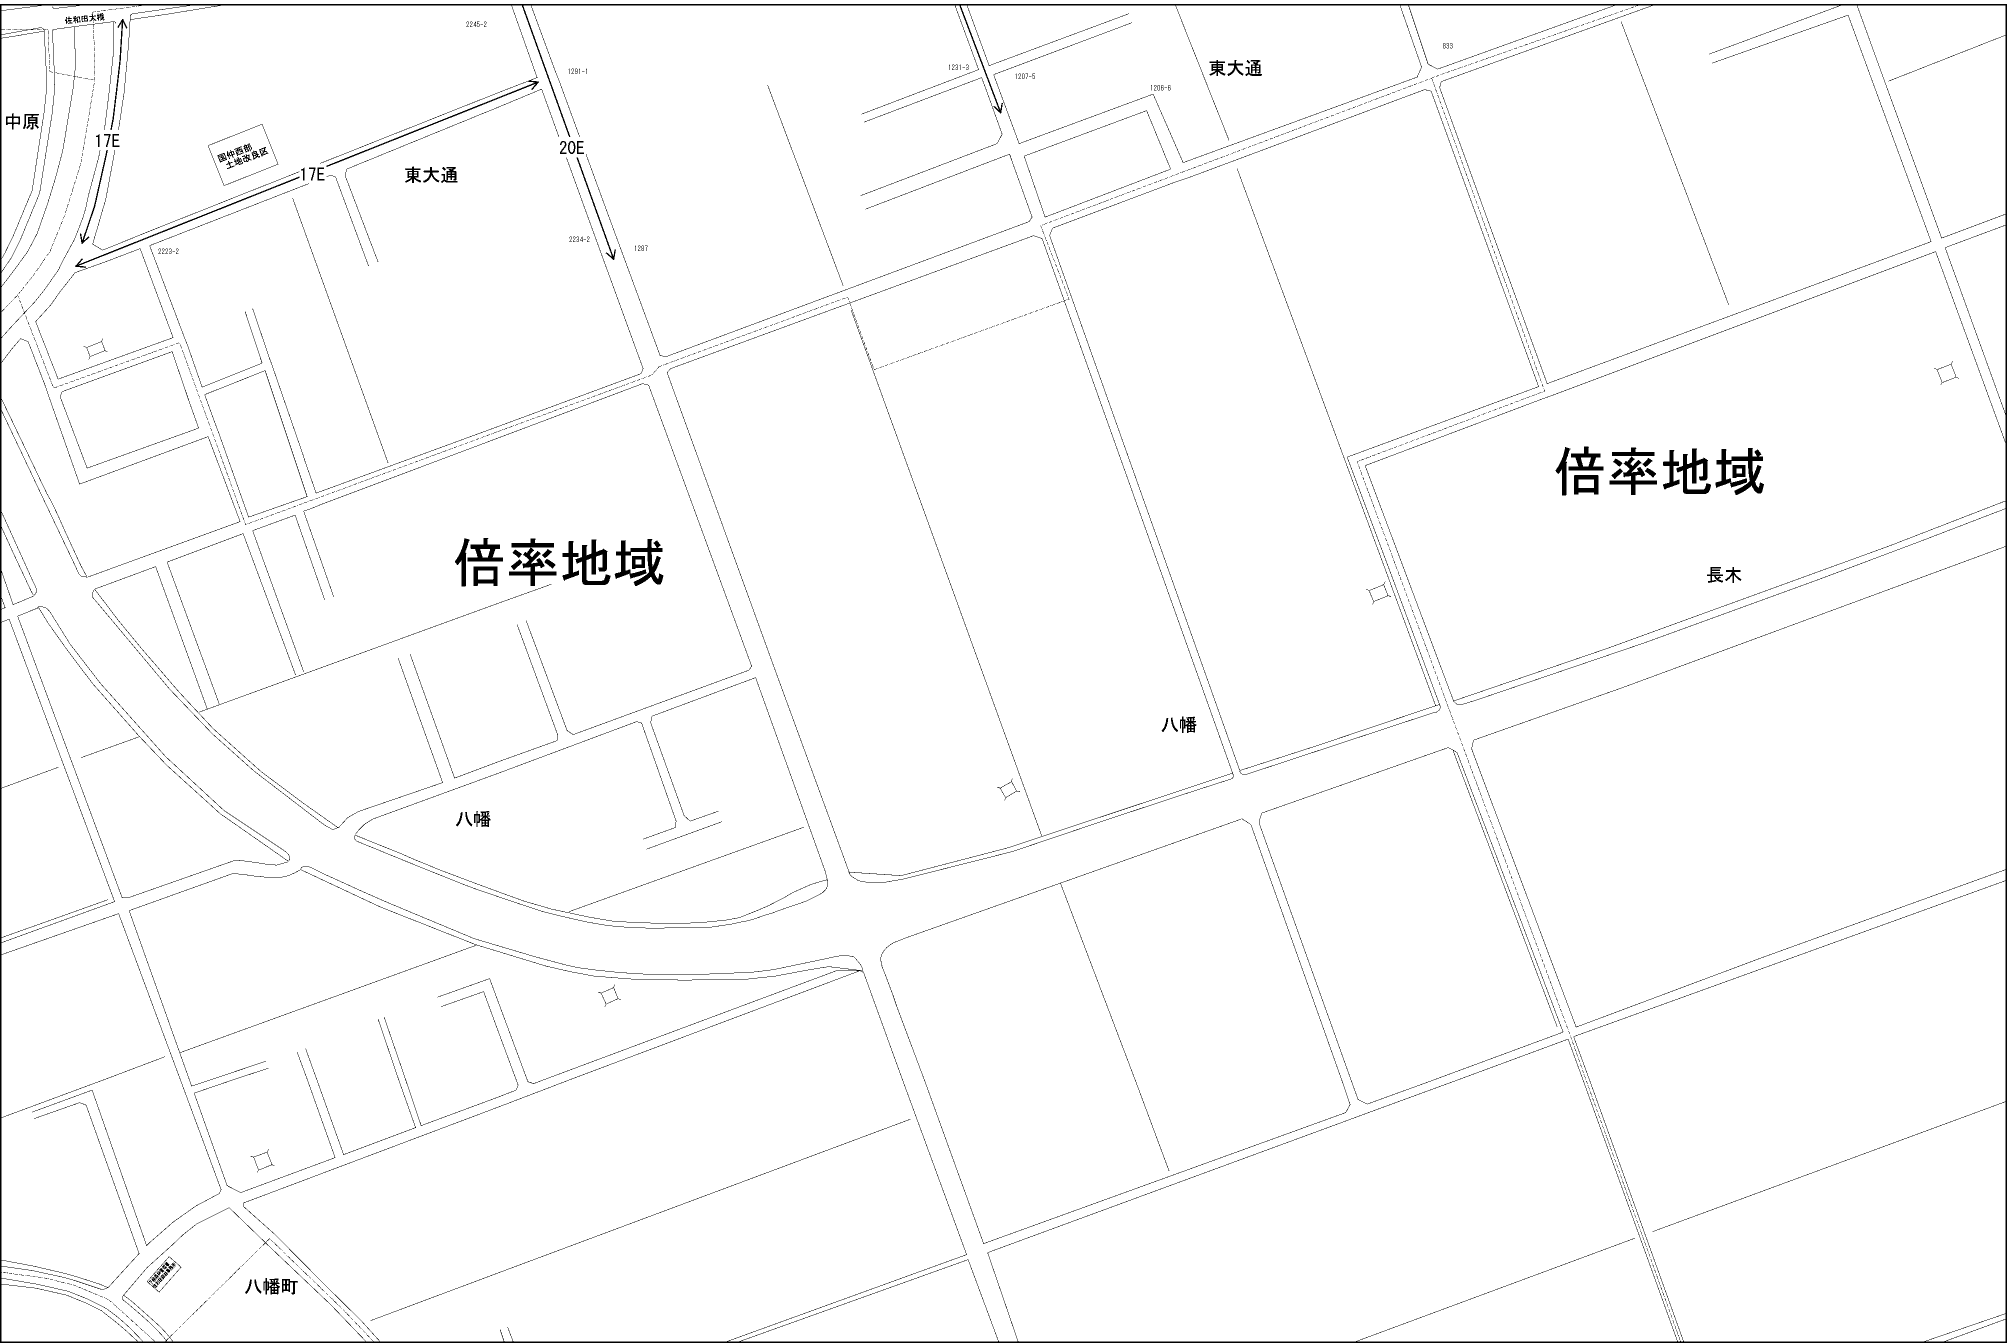 佐和田大橋
2245-2
1291-1
1231-3
1207-5
東大通
1206-6
833
中原
17E
国仲西部
土地改良区
17E
東大通
20E
2223-2
2234-2
1287
倍率地域
倍率地域
長木
八幡
八幡
八幡町